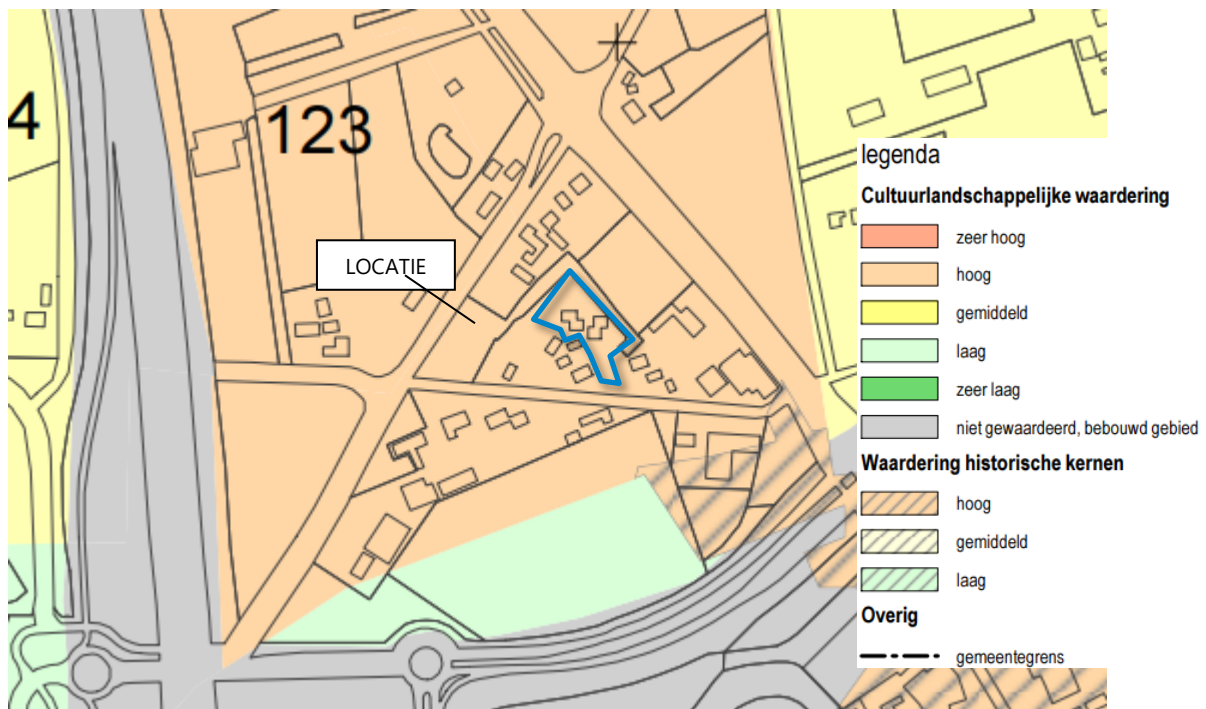 4
123
LOCATIE
legenda
Cultuurlandschappelijke waardering
zeer hoog
hoog
gemiddeld
laag
zeer laag
niet gewaardeerd, bebouwd gebied
Waardering historische kernen
hoog
gemiddeld
laag
Overig
gemeentegrens